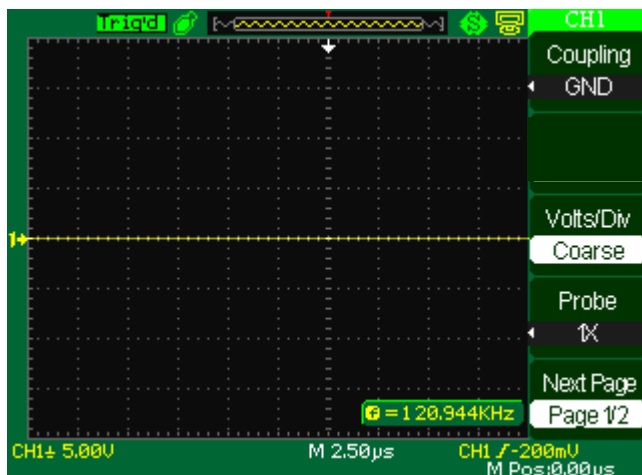 Trig'd S CH1
Coupling
GND
Volts/Div
Coarse
Probe
1X
Next Page
Page 1/2
1
f = 120.944KHz
CH1± 5.00V M 2.50µs CH1 -200mV
M Pos:0.00µs